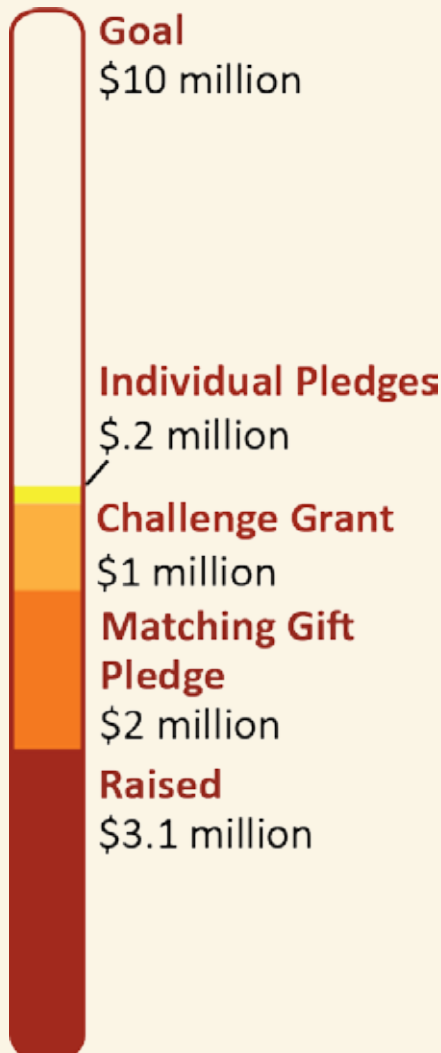 Goal
$10 million
Individual Pledges
$.2 million
Challenge Grant
$1 million
Matching Gift
Pledge
$2 million
Raised
$3.1 million